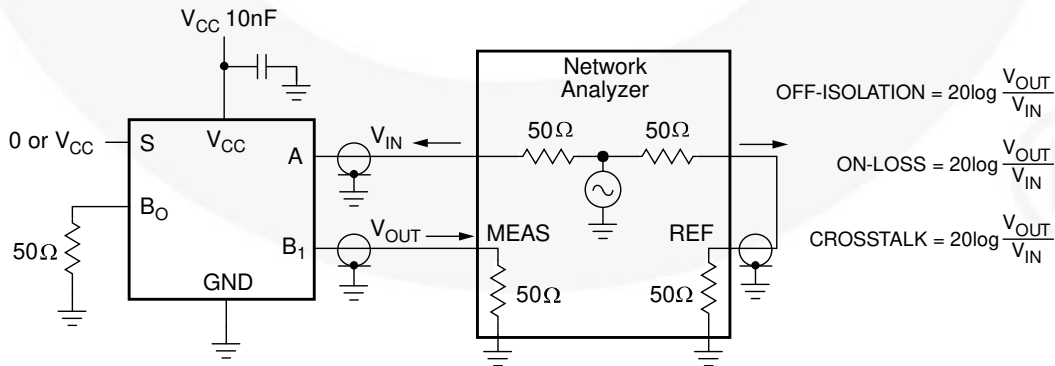 V_CC 10nF
Network
Analyzer
OFF-ISOLATION = 20log V_OUT / V_IN
0 or V_CC
S
V_CC
A
V_IN
50Ω
50Ω
ON-LOSS = 20log V_OUT / V_IN
B_O
50Ω
B_1
V_OUT
MEAS
REF
CROSSTALK = 20log V_OUT / V_IN
GND
50Ω
50Ω